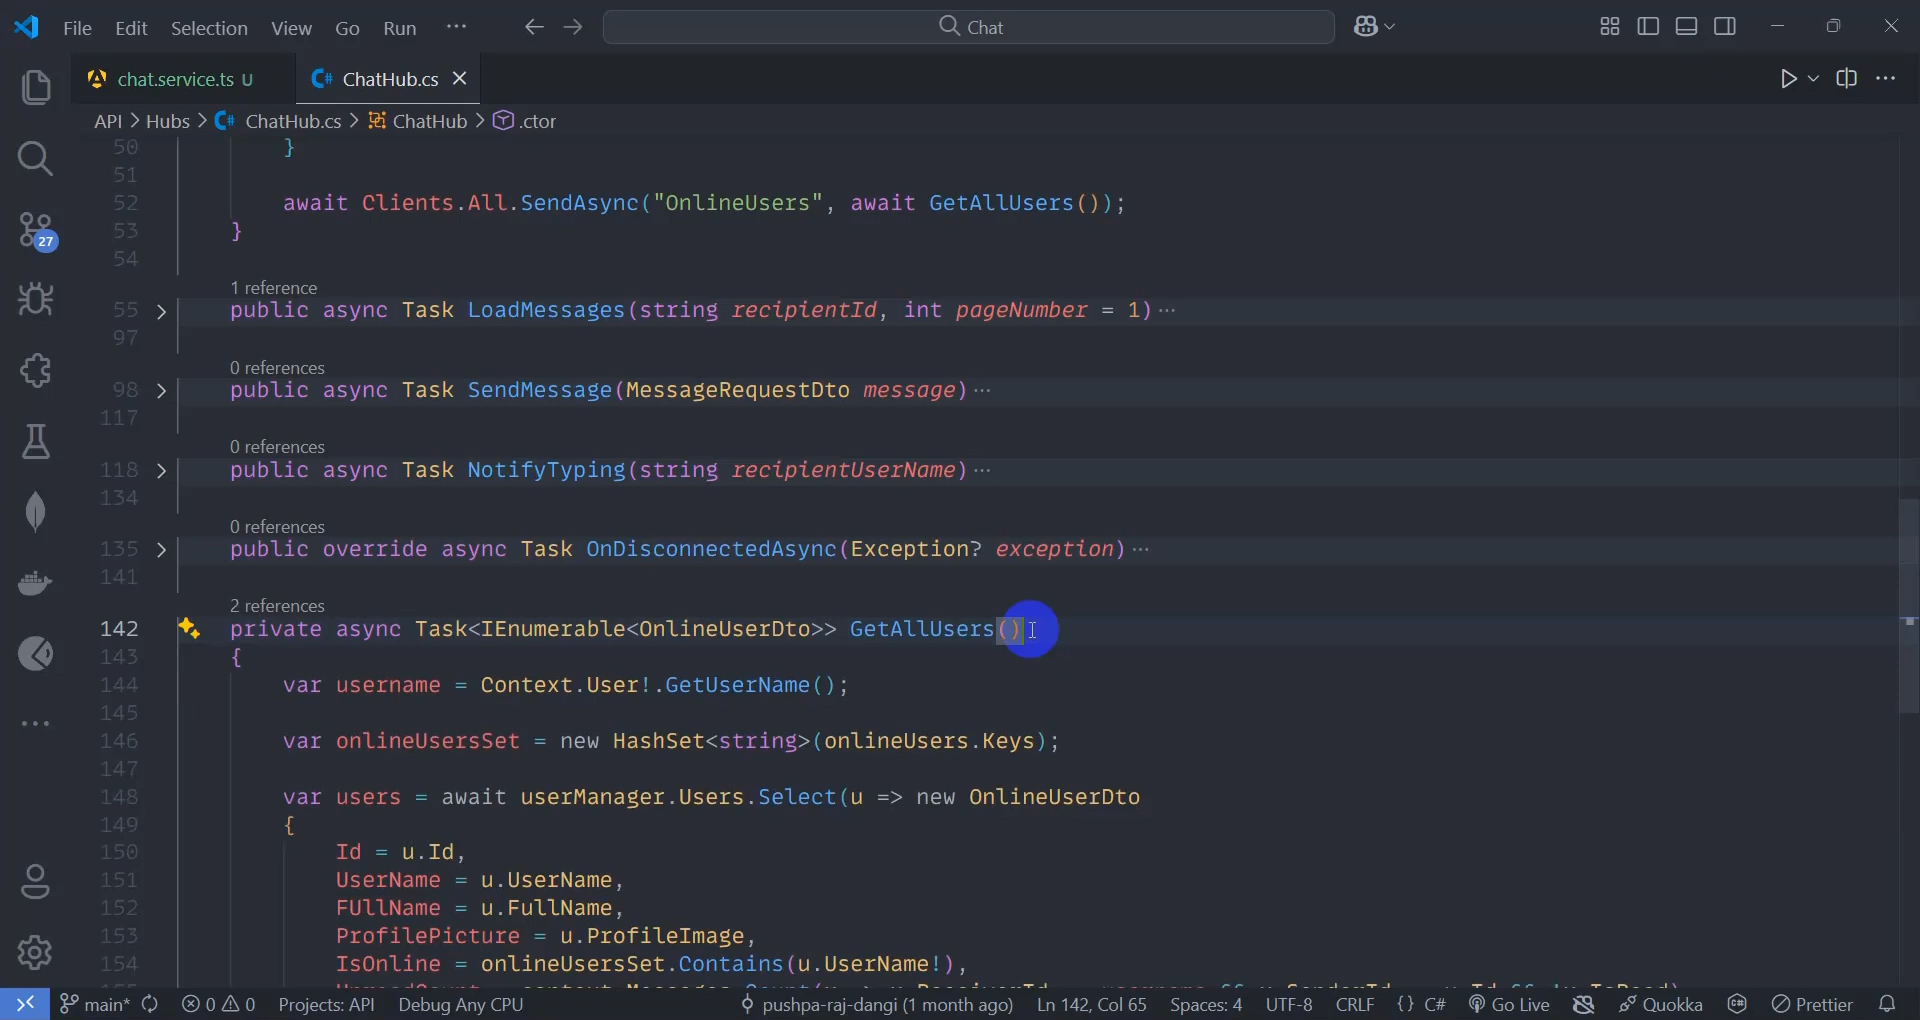 File Edit Selection View Go Run ··· Chat
chat.service.ts U ChatHub.cs
API > Hubs > ChatHub.cs > ChatHub > .ctor
50 }
51
52 await Clients.All.SendAsync("OnlineUsers", await GetAllUsers());
53 }
54
1 reference
55 public async Task LoadMessages(string recipientId, int pageNumber = 1)···
97
0 references
98 public async Task SendMessage(MessageRequestDto message)···
117
0 references
118 public async Task NotifyTyping(string recipientUserName)···
134
0 references
135 public override async Task OnDisconnectedAsync(Exception? exception)···
141
2 references
142 private async Task<IEnumerable<OnlineUserDto>> GetAllUsers()
143 {
144 var username = Context.User!.GetUserName();
145
146 var onlineUsersSet = new HashSet<string>(onlineUsers.Keys);
147
148 var users = await userManager.Users.Select(u => new OnlineUserDto
149 {
150 Id = u.Id,
151 UserName = u.UserName,
152 FUllName = u.FullName,
153 ProfilePicture = u.ProfileImage,
154 IsOnline = onlineUsersSet.Contains(u.UserName!),
27
main* 0 0 Projects: API Debug Any CPU pushpa-raj-dangi (1 month ago) Ln 142, Col 65 Spaces: 4 UTF-8 CRLF {} C# Go Live Quokka Prettier